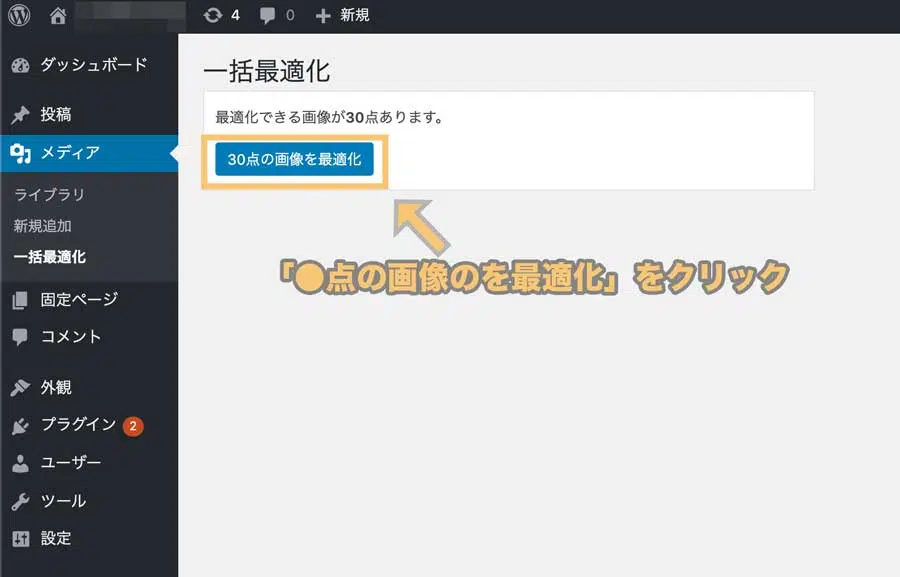 4 0 新規
ダッシュボード
投稿
メディア
ライブラリ
新規追加
一括最適化
固定ページ
コメント
外観
プラグイン 2
ユーザー
ツール
設定
一括最適化
最適化できる画像が30点あります。
30点の画像を最適化
「●点の画像のを最適化」をクリック